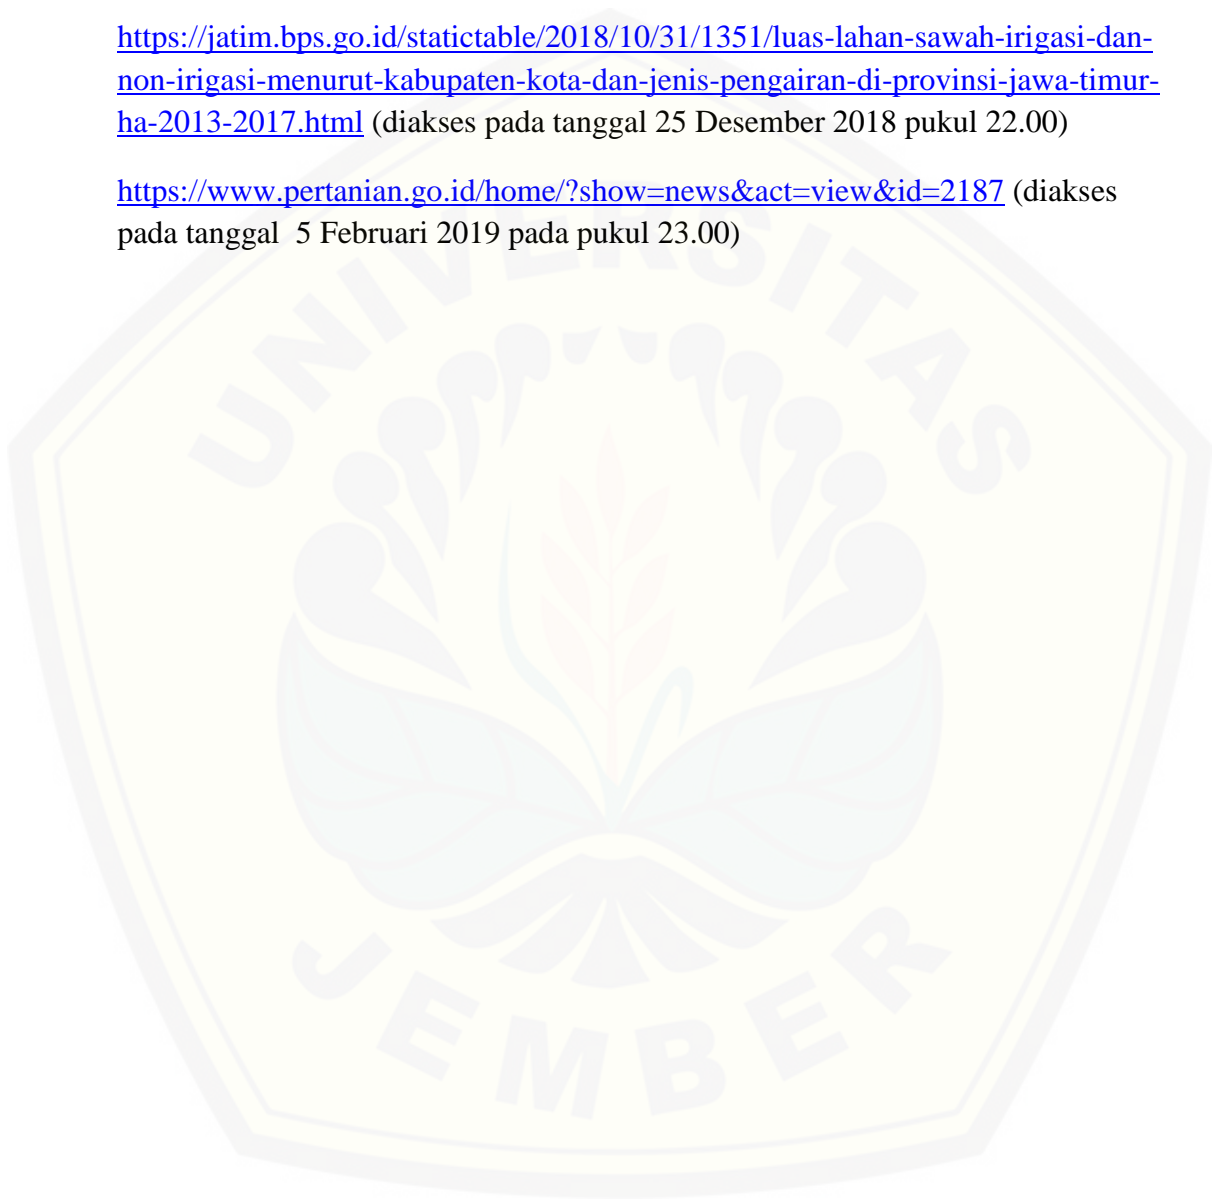 https://jatim.bps.go.id/statictable/2018/10/31/1351/luas-lahan-sawah-irigasi-dan-
non-irigasi-menurut-kabupaten-kota-dan-jenis-pengairan-di-provinsi-jawa-timur-
ha-2013-2017.html (diakses pada tanggal 25 Desember 2018 pukul 22.00)
https://www.pertanian.go.id/home/?show=news&act=view&id=2187 (diakses
pada tanggal  5 Februari 2019 pada pukul 23.00)
UNIVERSITAS
JEMBER